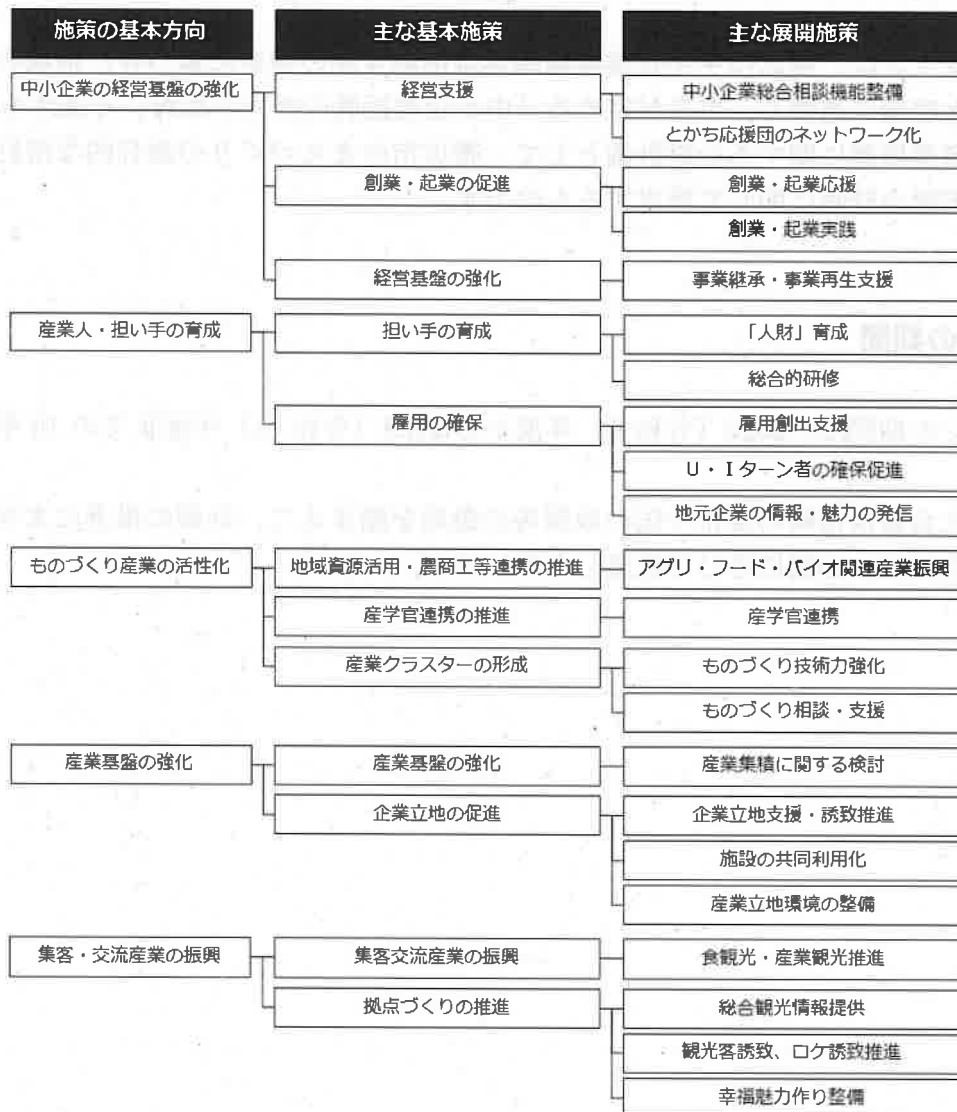 施策の基本方向
主な基本施策
主な展開施策
中小企業の経営基盤の強化
経営支援
中小企業総合相談機能整備
とかち応援団のネットワーク化
創業・起業の促進
創業・起業応援
創業・起業実践
経営基盤の強化
事業継承・事業再生支援
産業人・担い手の育成
担い手の育成
「人財」育成
総合的研修
雇用の確保
雇用創出支援
U・Iターン者の確保促進
地元企業の情報・魅力の発信
ものづくり産業の活性化
地域資源活用・農商工等連携の推進
アグリ・フード・バイオ関連産業振興
産学官連携の推進
産学官連携
産業クラスターの形成
ものづくり技術力強化
ものづくり相談・支援
産業基盤の強化
産業基盤の強化
産業集積に関する検討
企業立地の促進
企業立地支援・誘致推進
施設の共同利用化
産業立地環境の整備
集客・交流産業の振興
集客交流産業の振興
食観光・産業観光推進
拠点づくりの推進
総合観光情報提供
観光客誘致、ロケ誘致推進
幸福魅力作り整備